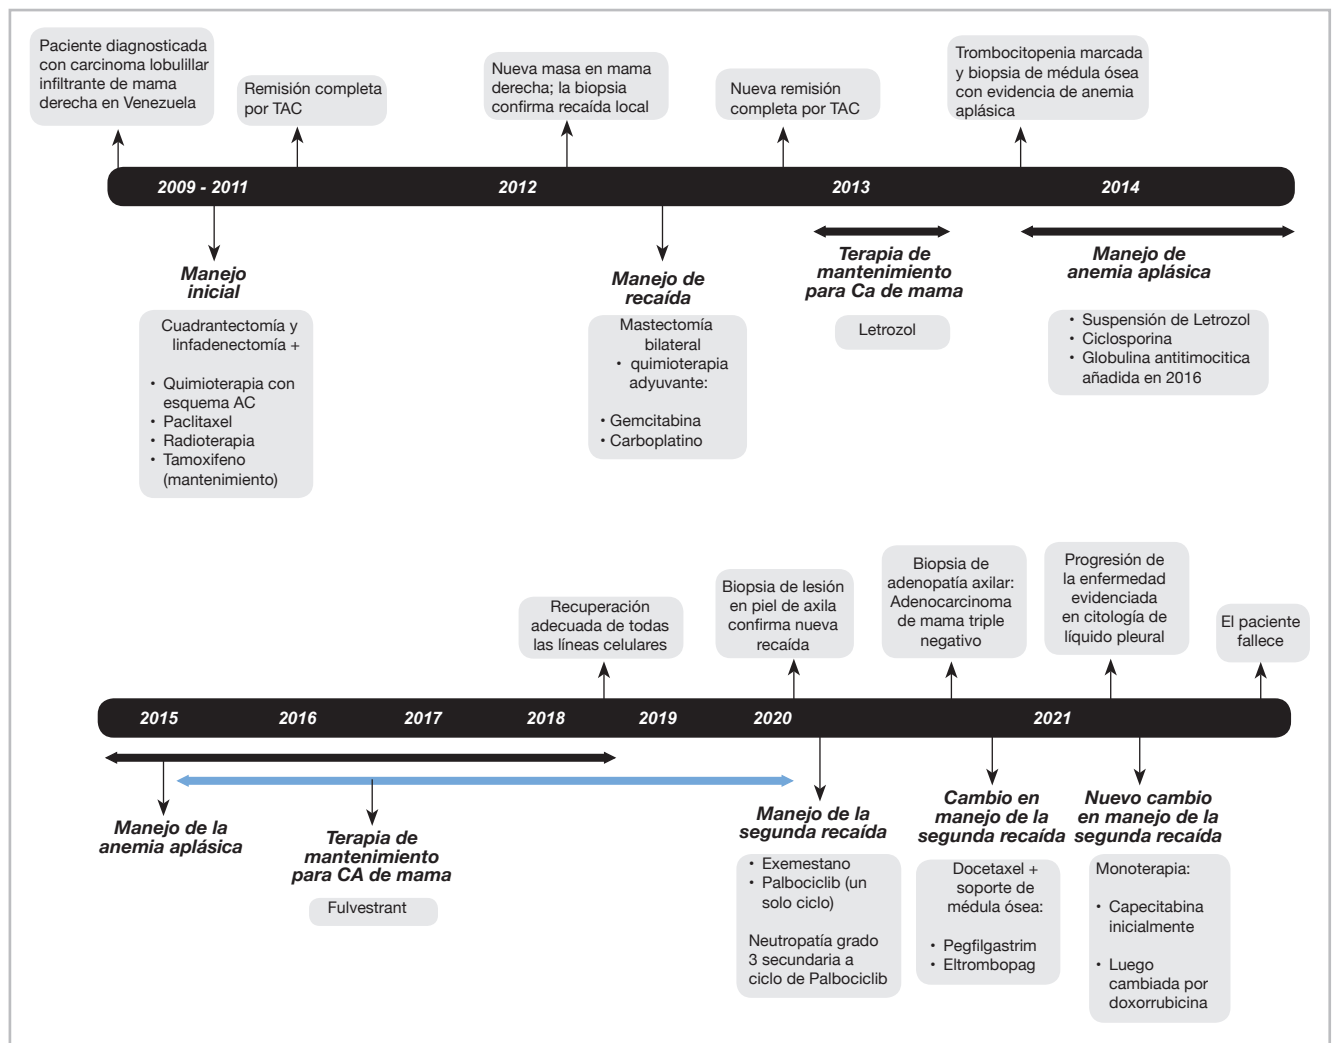 Paciente diagnosticada
con carcinoma lobulillar
infiltrante de mama
derecha en Venezuela
Remisión completa
por TAC
Nueva masa en mama
derecha; la biopsia
confirma recaída local
Nueva remisión
completa por TAC
Trombocitopenia marcada
y biopsia de médula ósea
con evidencia de anemia
aplásica
2009 - 2011
2012
2013
2014
Manejo
inicial
Cuadrantectomía y
linfadenectomía +
• Quimioterapia con
esquema AC
• Paclitaxel
• Radioterapia
• Tamoxifeno
(mantenimiento)
Manejo de
recaída
Mastectomía
bilateral
• quimioterapia
adyuvante:
• Gemcitabina
• Carboplatino
Terapia de
mantenimiento
para Ca de mama
Letrozol
Manejo de
anemia aplásica
• Suspensión de Letrozol
• Ciclosporina
• Globulina antitimocitica
añadida en 2016
Recuperación
adecuada de todas
las líneas celulares
Biopsia de lesión
en piel de axila
confirma nueva
recaída
Biopsia de
adenopatía axilar:
Adenocarcinoma
de mama triple
negativo
Progresión de
la enfermedad
evidenciada
en citología de
líquido pleural
El paciente
fallece
2015
2016
2017
2018
2019
2020
2021
Manejo de la
anemia aplásica
Terapia de
mantenimiento
para CA de mama
Fulvestrant
Manejo de la
segunda recaída
• Exemestano
• Palbociclib (un
solo ciclo)
Neutropatía grado
3 secundaria a
ciclo de Palbociclib
Cambio en
manejo de la
segunda recaída
Docetaxel +
soporte de
médula ósea:
• Pegfilgastrim
• Eltrombopag
Nuevo cambio
en manejo de la
segunda recaída
Monoterapia:
• Capecitabina
inicialmente
• Luego
cambiada por
doxorrubicina